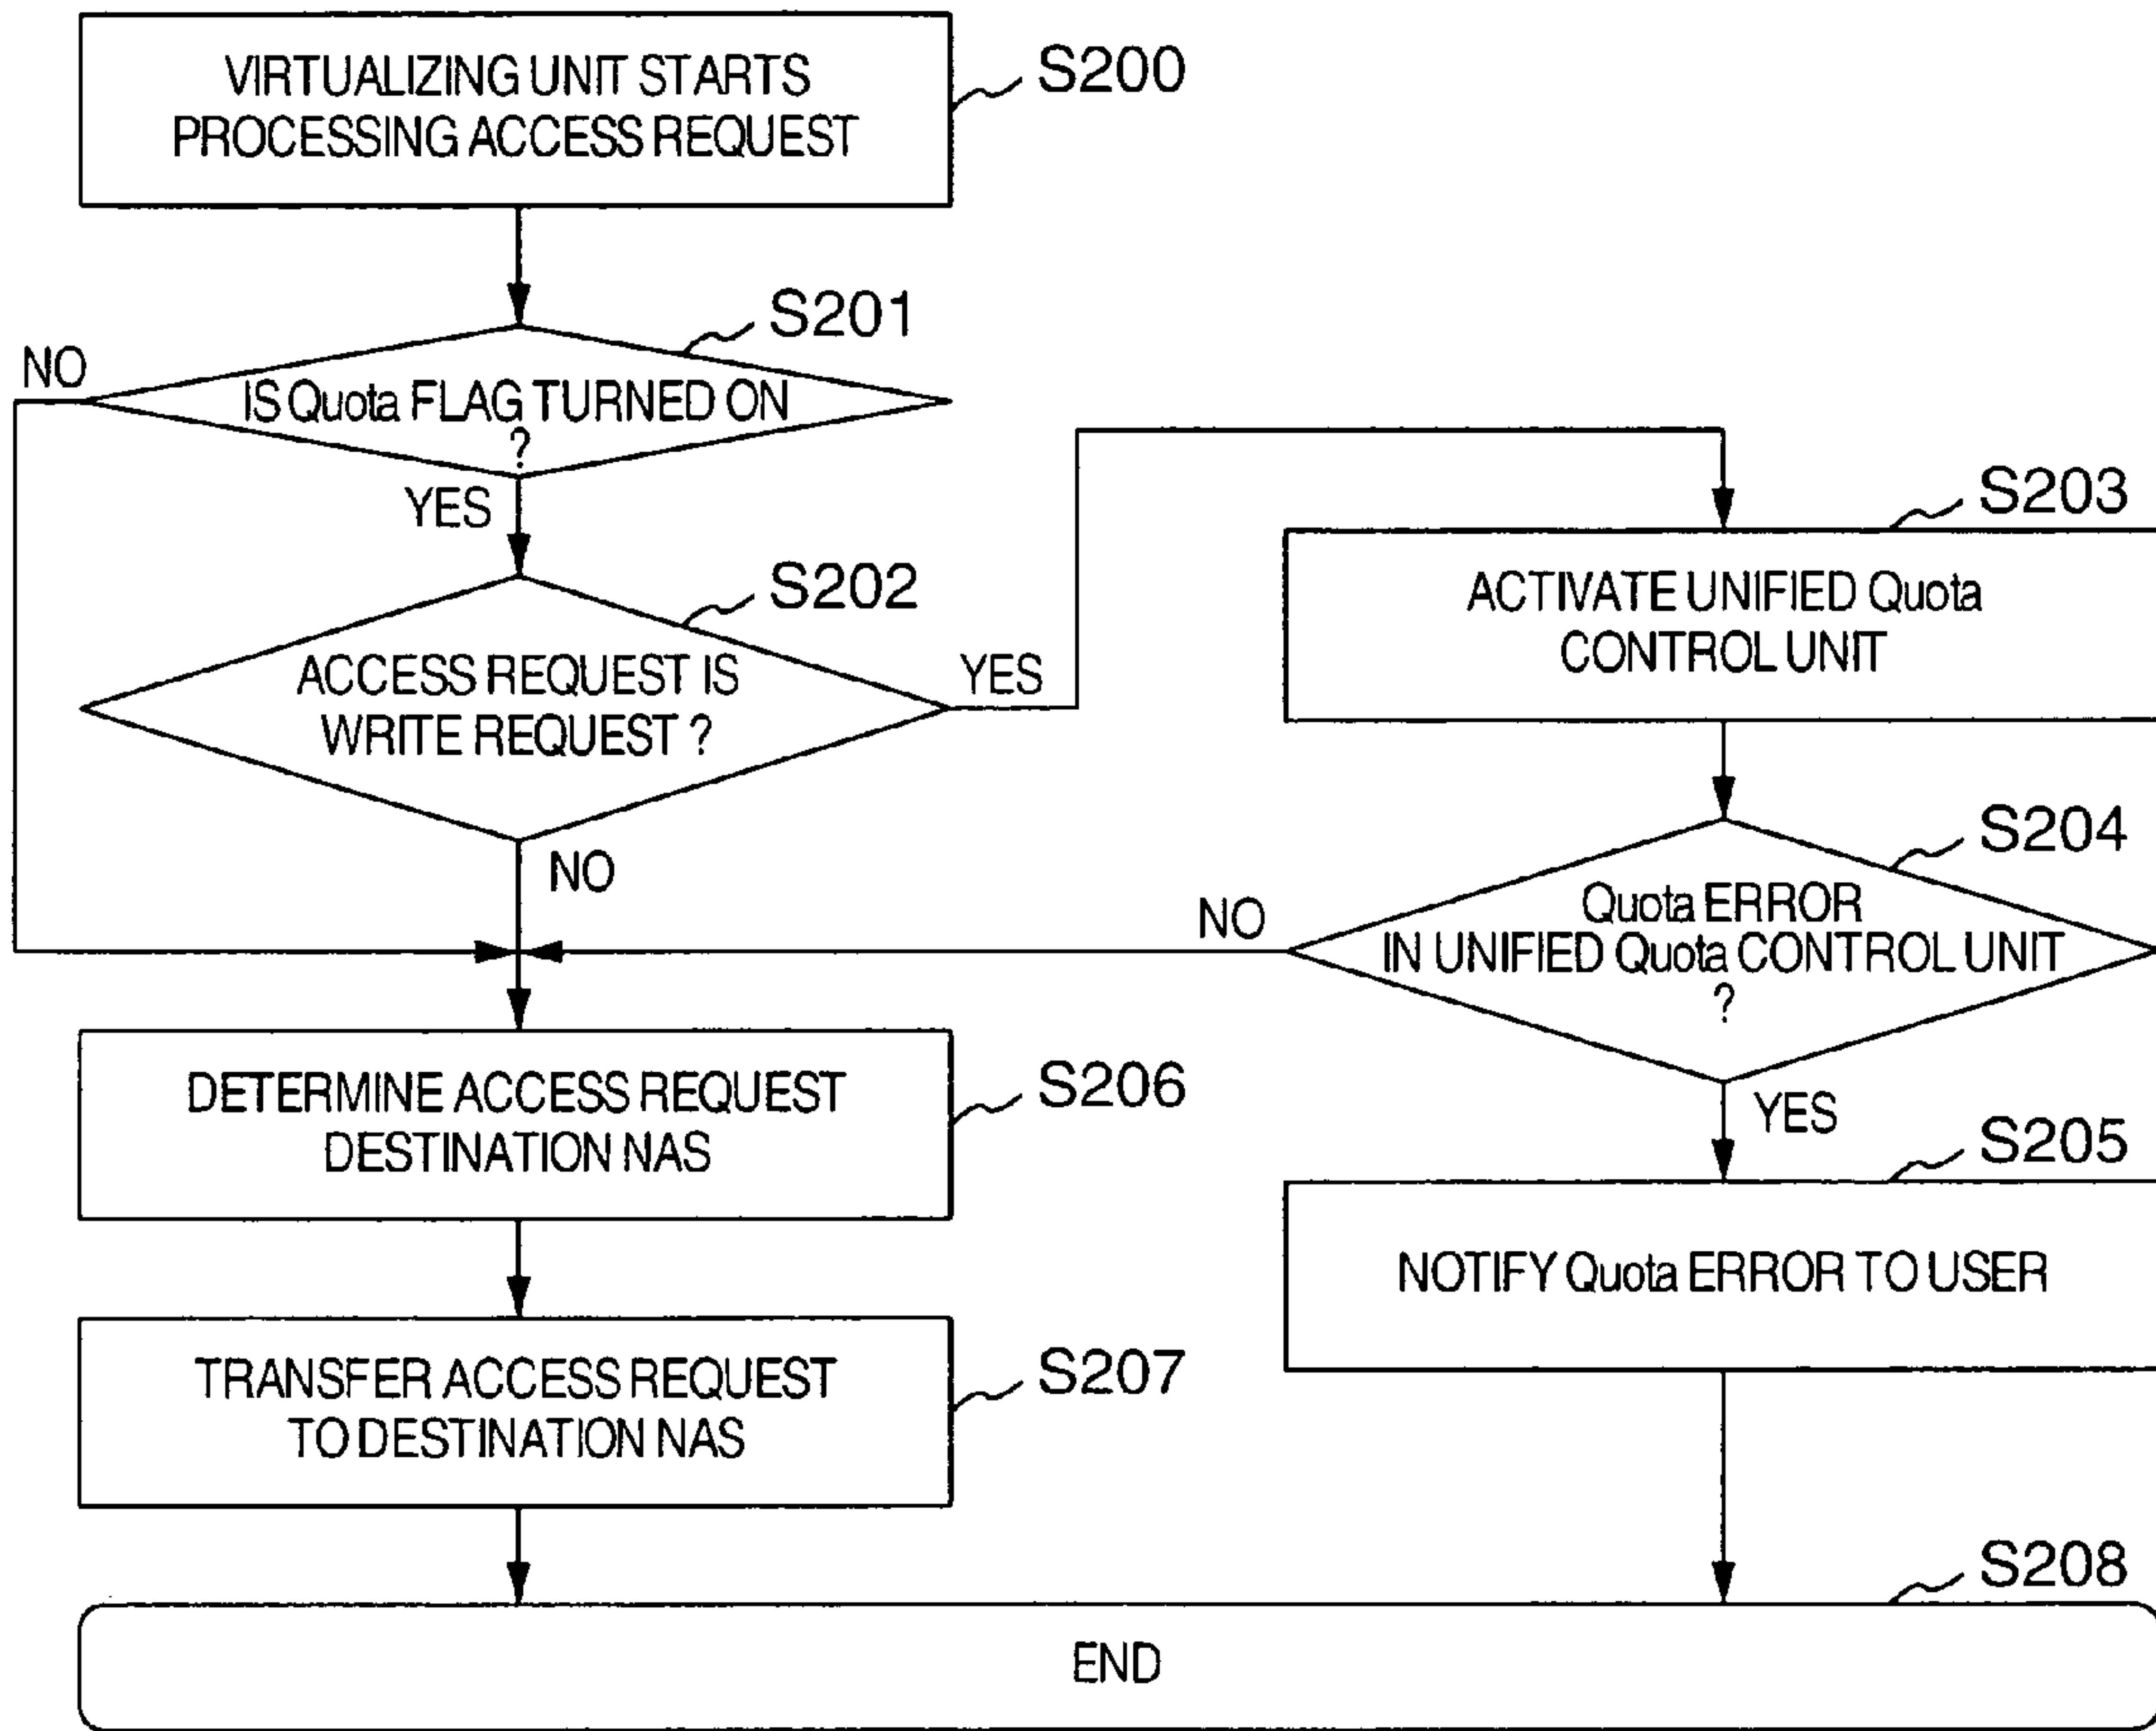 VIRTUALIZING UNIT STARTS
PROCESSING ACCESS REQUEST
S200
S201
NO
IS Quota FLAG TURNED ON
?
YES
S202
ACCESS REQUEST IS
WRITE REQUEST ?
YES
NO
S203
ACTIVATE UNIFIED Quota
CONTROL UNIT
S204
Quota ERROR
IN UNIFIED Quota CONTROL UNIT
?
NO
YES
S205
NOTIFY Quota ERROR TO USER
DETERMINE ACCESS REQUEST
DESTINATION NAS
S206
TRANSFER ACCESS REQUEST
TO DESTINATION NAS
S207
S208
END